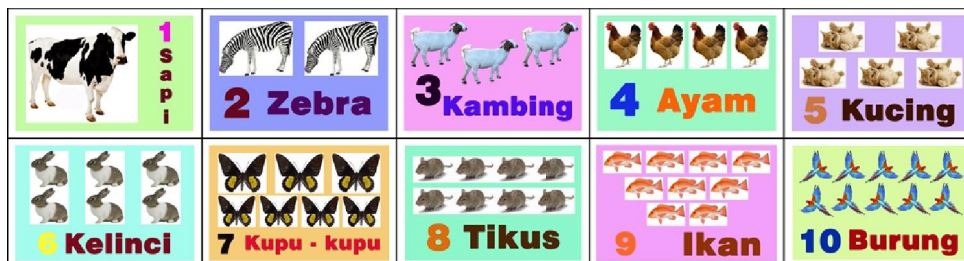 1 Sapi
2 Zebra
3 Kambing
4 Ayam
5 Kucing
6 Kelinci
7 Kupu - kupu
8 Tikus
9 Ikan
10 Burung